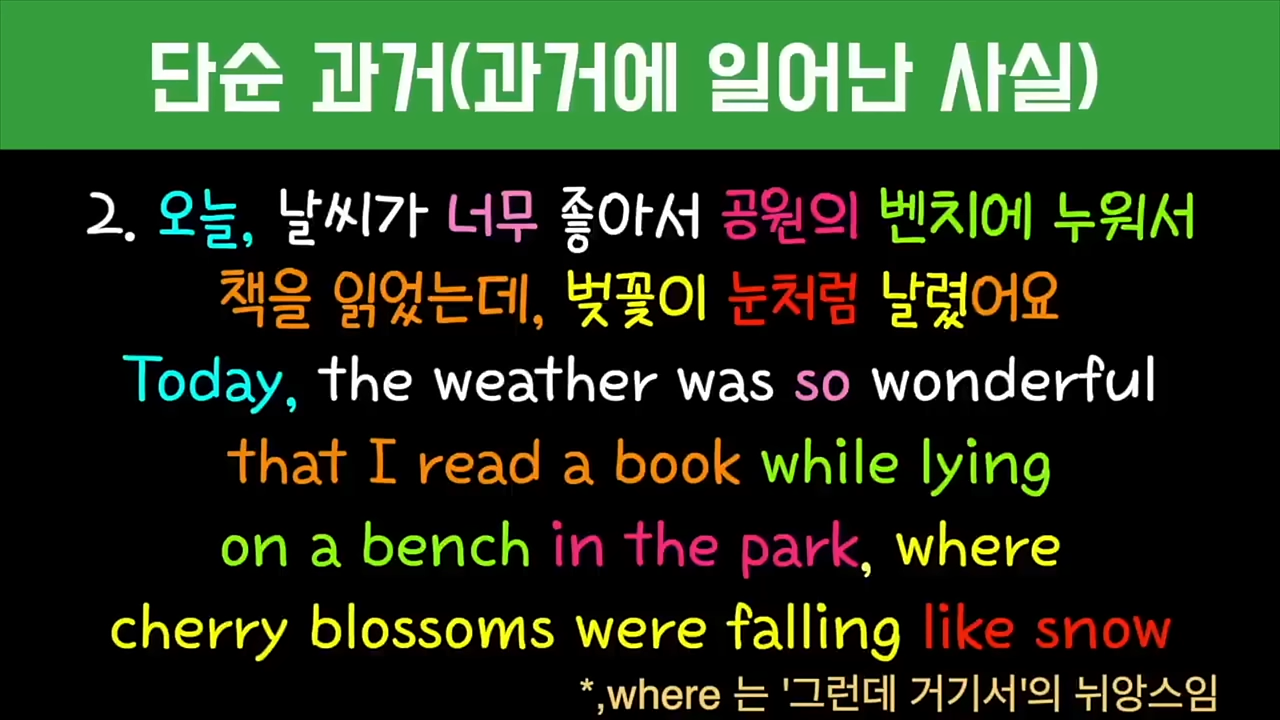 단순 과거(과거에 일어난 사실)
2. 오늘, 날씨가 너무 좋아서 공원의 벤치에 누워서
책을 읽었는데, 벚꽃이 눈처럼 날렸어요
Today, the weather was so wonderful
that I read a book while lying
on a bench in the park, where
cherry blossoms were falling like snow
*,where 는 '그런데 거기서'의 뉘앙스임